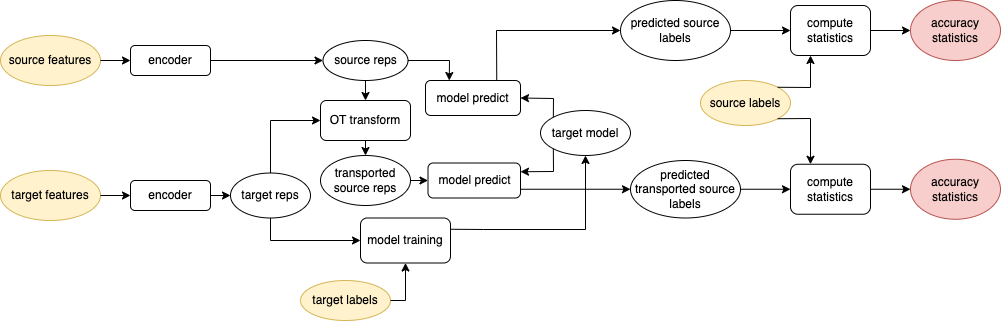 predicted source
labels
compute
statistics
accuracy
statistics
source features
encoder
source reps
model predict
source labels
OT transform
target model
transported
source reps
model predict
predicted
transported source
labels
compute
statistics
accuracy
statistics
target features
encoder
target reps
model training
target labels